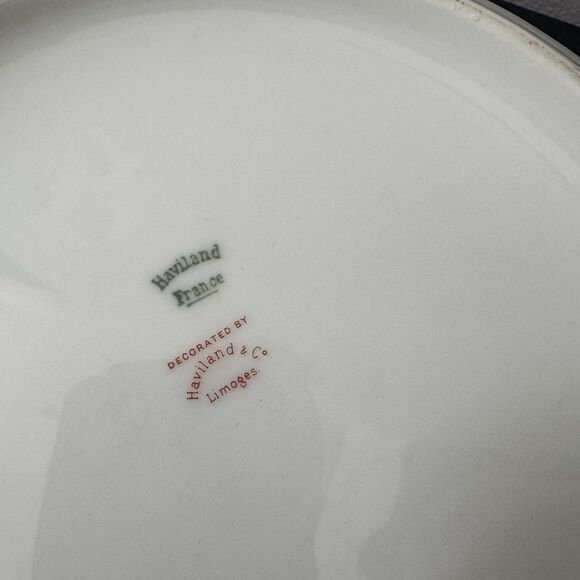 Haviland
France
DECORATED BY
Haviland & Co.
Limoges.